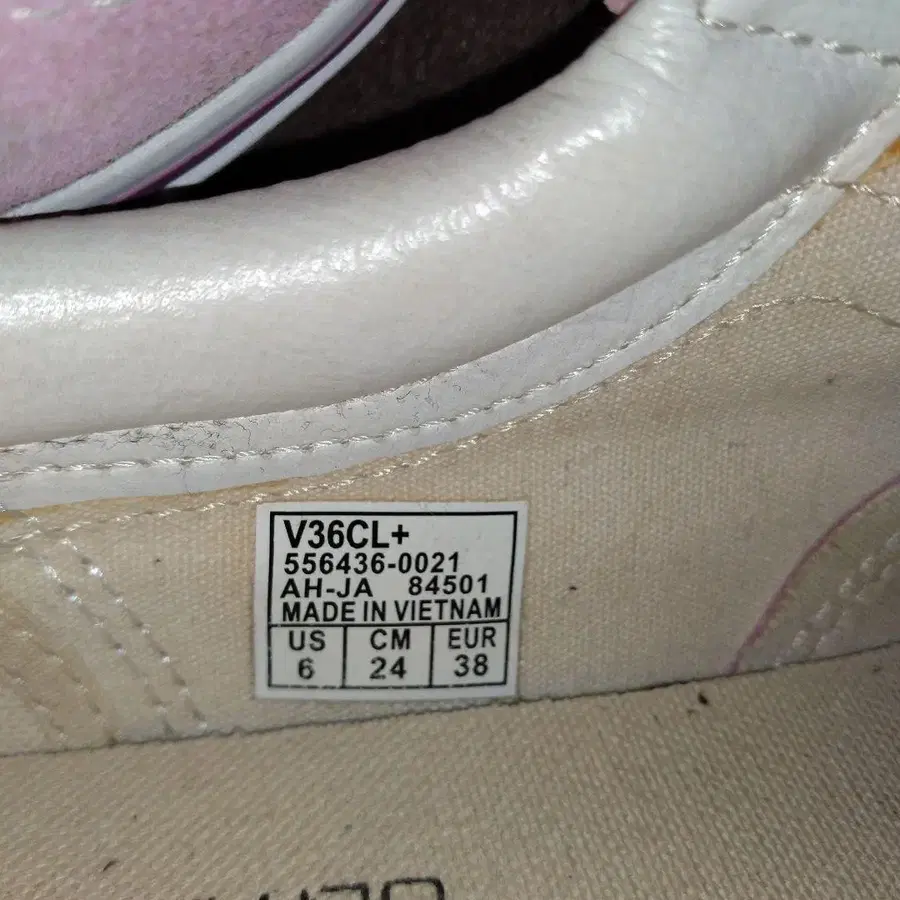 V36CL+
556436-0021
AH-JA 84501
MADE IN VIETNAM
US CM EUR
6 24 38